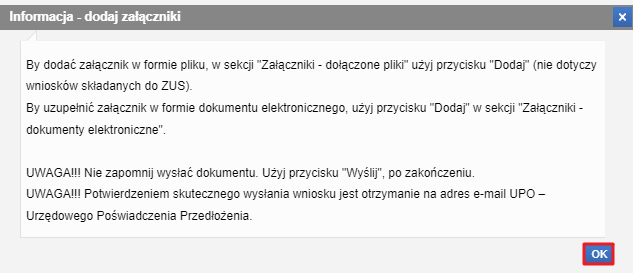 Informacja - dodaj załączniki
By dodać załącznik w formie pliku, w sekcji "Załączniki - dołączone pliki" użyj przycisku "Dodaj" (nie dotyczy
wniosków składanych do ZUS).
By uzupełnić załącznik w formie dokumentu elektronicznego, użyj przycisku "Dodaj" w sekcji "Załączniki -
dokumenty elektroniczne".
UWAGA!!! Nie zapomnij wysłać dokumentu. Użyj przycisku "Wyślij", po zakończeniu.
UWAGA!!! Potwierdzeniem skutecznego wysłania wniosku jest otrzymanie na adres e-mail UPO –
Urzędowego Poświadczenia Przedłożenia.
OK